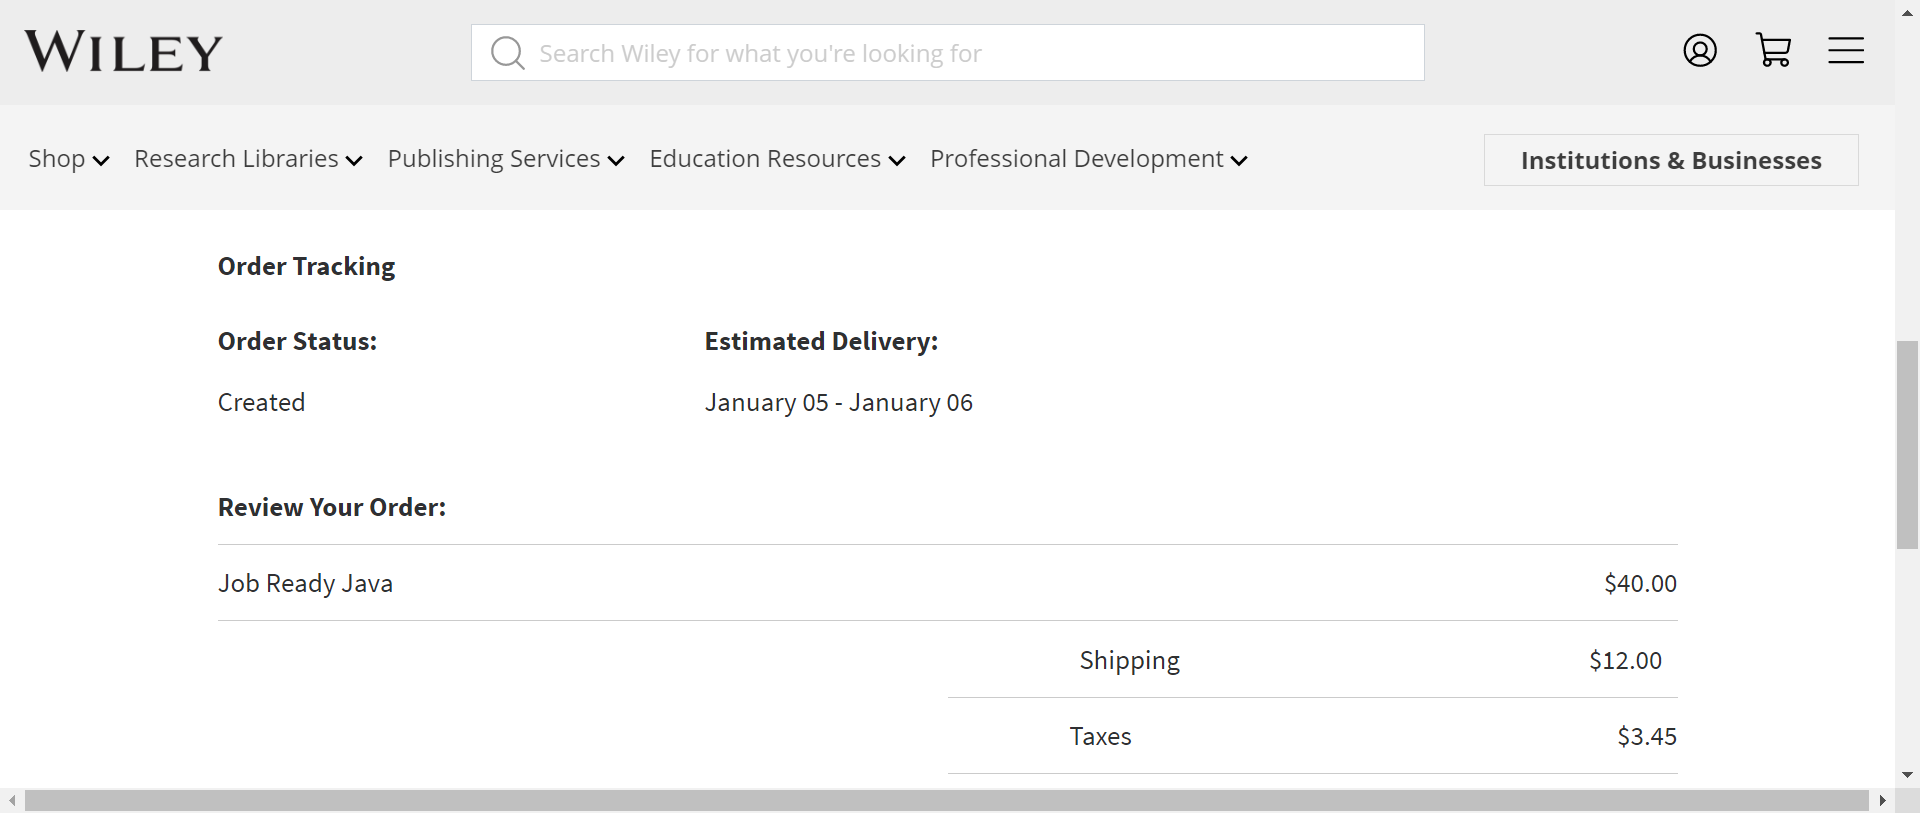 WILEY
Search Wiley for what you're looking for
Shop Research Libraries Publishing Services Education Resources Professional Development Institutions & Businesses
Order Tracking
Order Status: Estimated Delivery:
Created January 05 - January 06
Review Your Order:
Job Ready Java $40.00
Shipping $12.00
Taxes $3.45